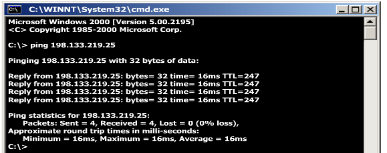 C:\WINNT\System32\cmd.exe
Microsoft Windows 2000 [Version 5.00.2195]
<C> Copyright 1985-2000 Microsoft Corp.
C:\> ping 198.133.219.25
Pinging 198.133.219.25 with 32 bytes of data:
Reply from 198.133.219.25: bytes= 32 time= 16ms TTL=247
Reply from 198.133.219.25: bytes= 32 time= 16ms TTL=247
Reply from 198.133.219.25: bytes= 32 time= 16ms TTL=247
Reply from 198.133.219.25: bytes= 32 time= 16ms TTL=247
Ping statistics for 198.133.219.25:
Packets: Sent = 4, Received = 4, Lost = 0 (0% loss),
Approximate round trip times in milli-seconds:
Minimum = 16ms, Maximum = 16ms, Average = 16ms
C:\>